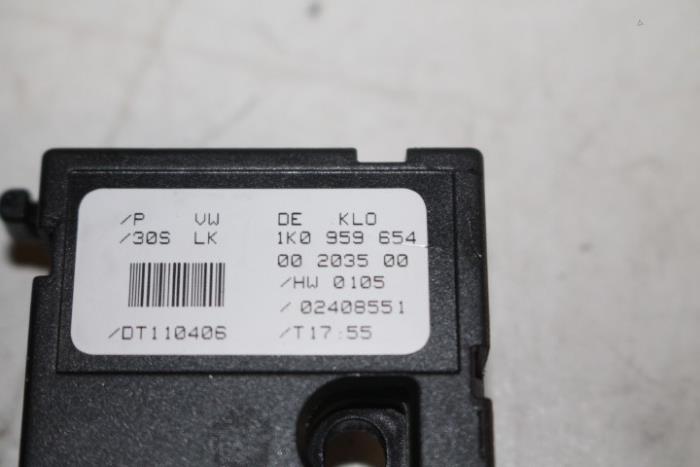 /P VW DE KLO
/30S LK 1K0 959 654
00 2035 00
/HW 0105
/ 02408551
/DT110406 /T17:55